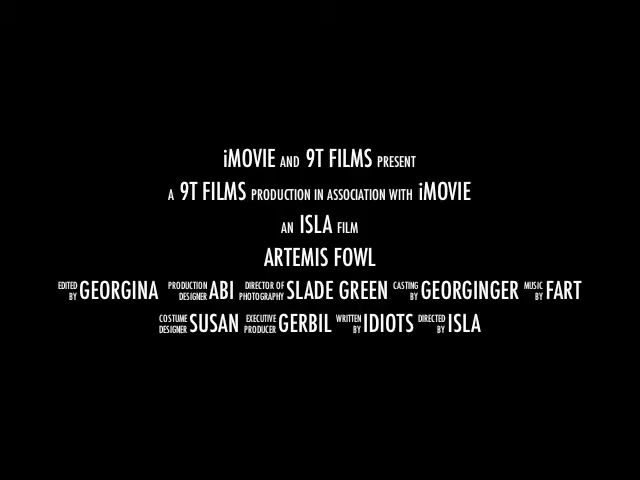 iMOVIE AND 9T FILMS PRESENT
A 9T FILMS PRODUCTION IN ASSOCIATION WITH iMOVIE
AN ISLA FILM
ARTEMIS FOWL
EDITED BY GEORGINA PRODUCTION DESIGNER ABI DIRECTOR OF PHOTOGRAPHY SLADE GREEN CASTING BY GEORGINGER MUSIC BY FART
COSTUME DESIGNER SUSAN EXECUTIVE PRODUCER GERBIL WRITTEN BY IDIOTS DIRECTED BY ISLA